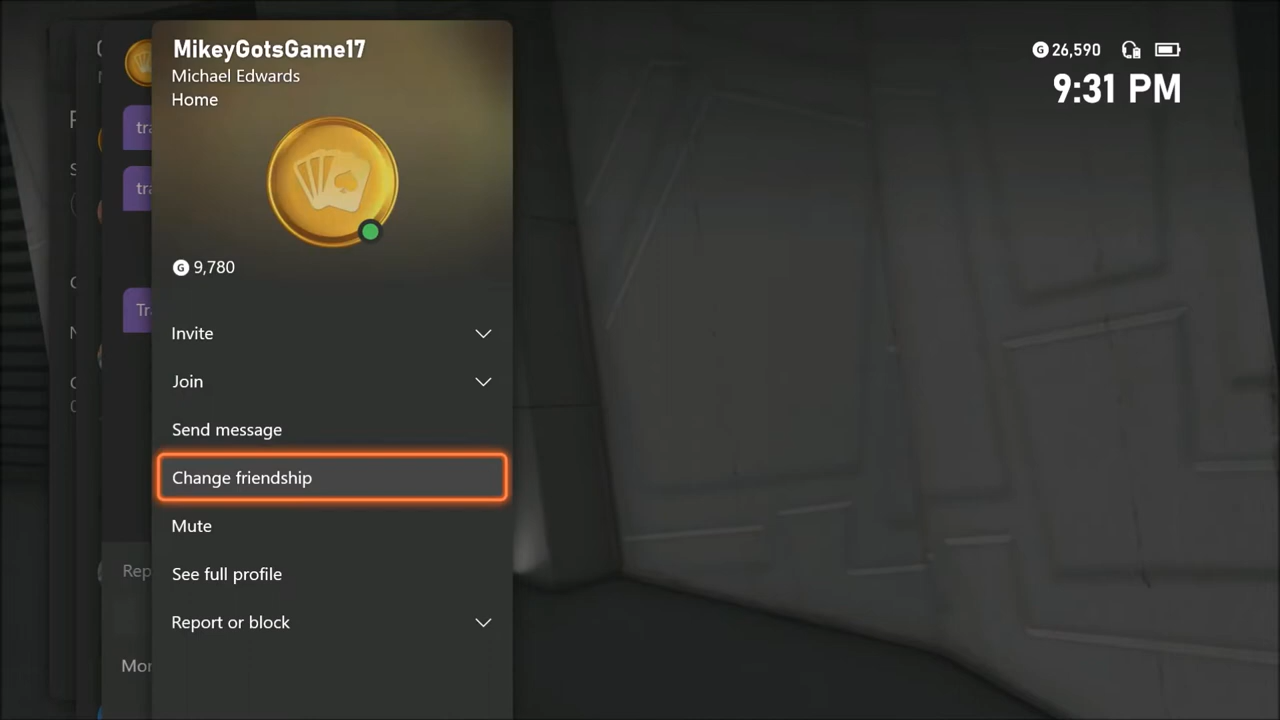 MikeyGotsGame17
Michael Edwards
Home
G 26,590
9:31 PM
G 9,780
Invite
Join
Send message
Change friendship
Mute
See full profile
Report or block